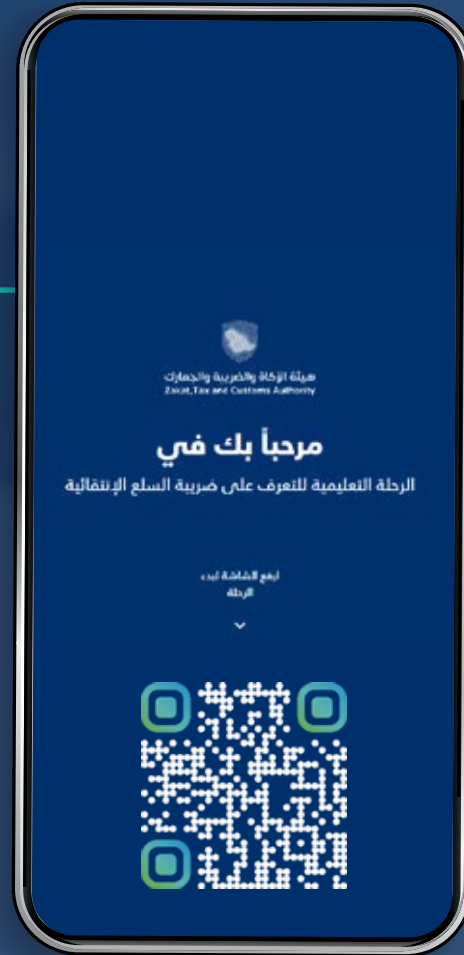 هيئة الزكاة والضريبة والجمارك
Zakat, Tax and Customs Authority
مرحباً بك في
الرحلة التعليمية للتعرف على ضريبة السلع الإنتقائية
ارفع الشاشة لبدء
الرحلة